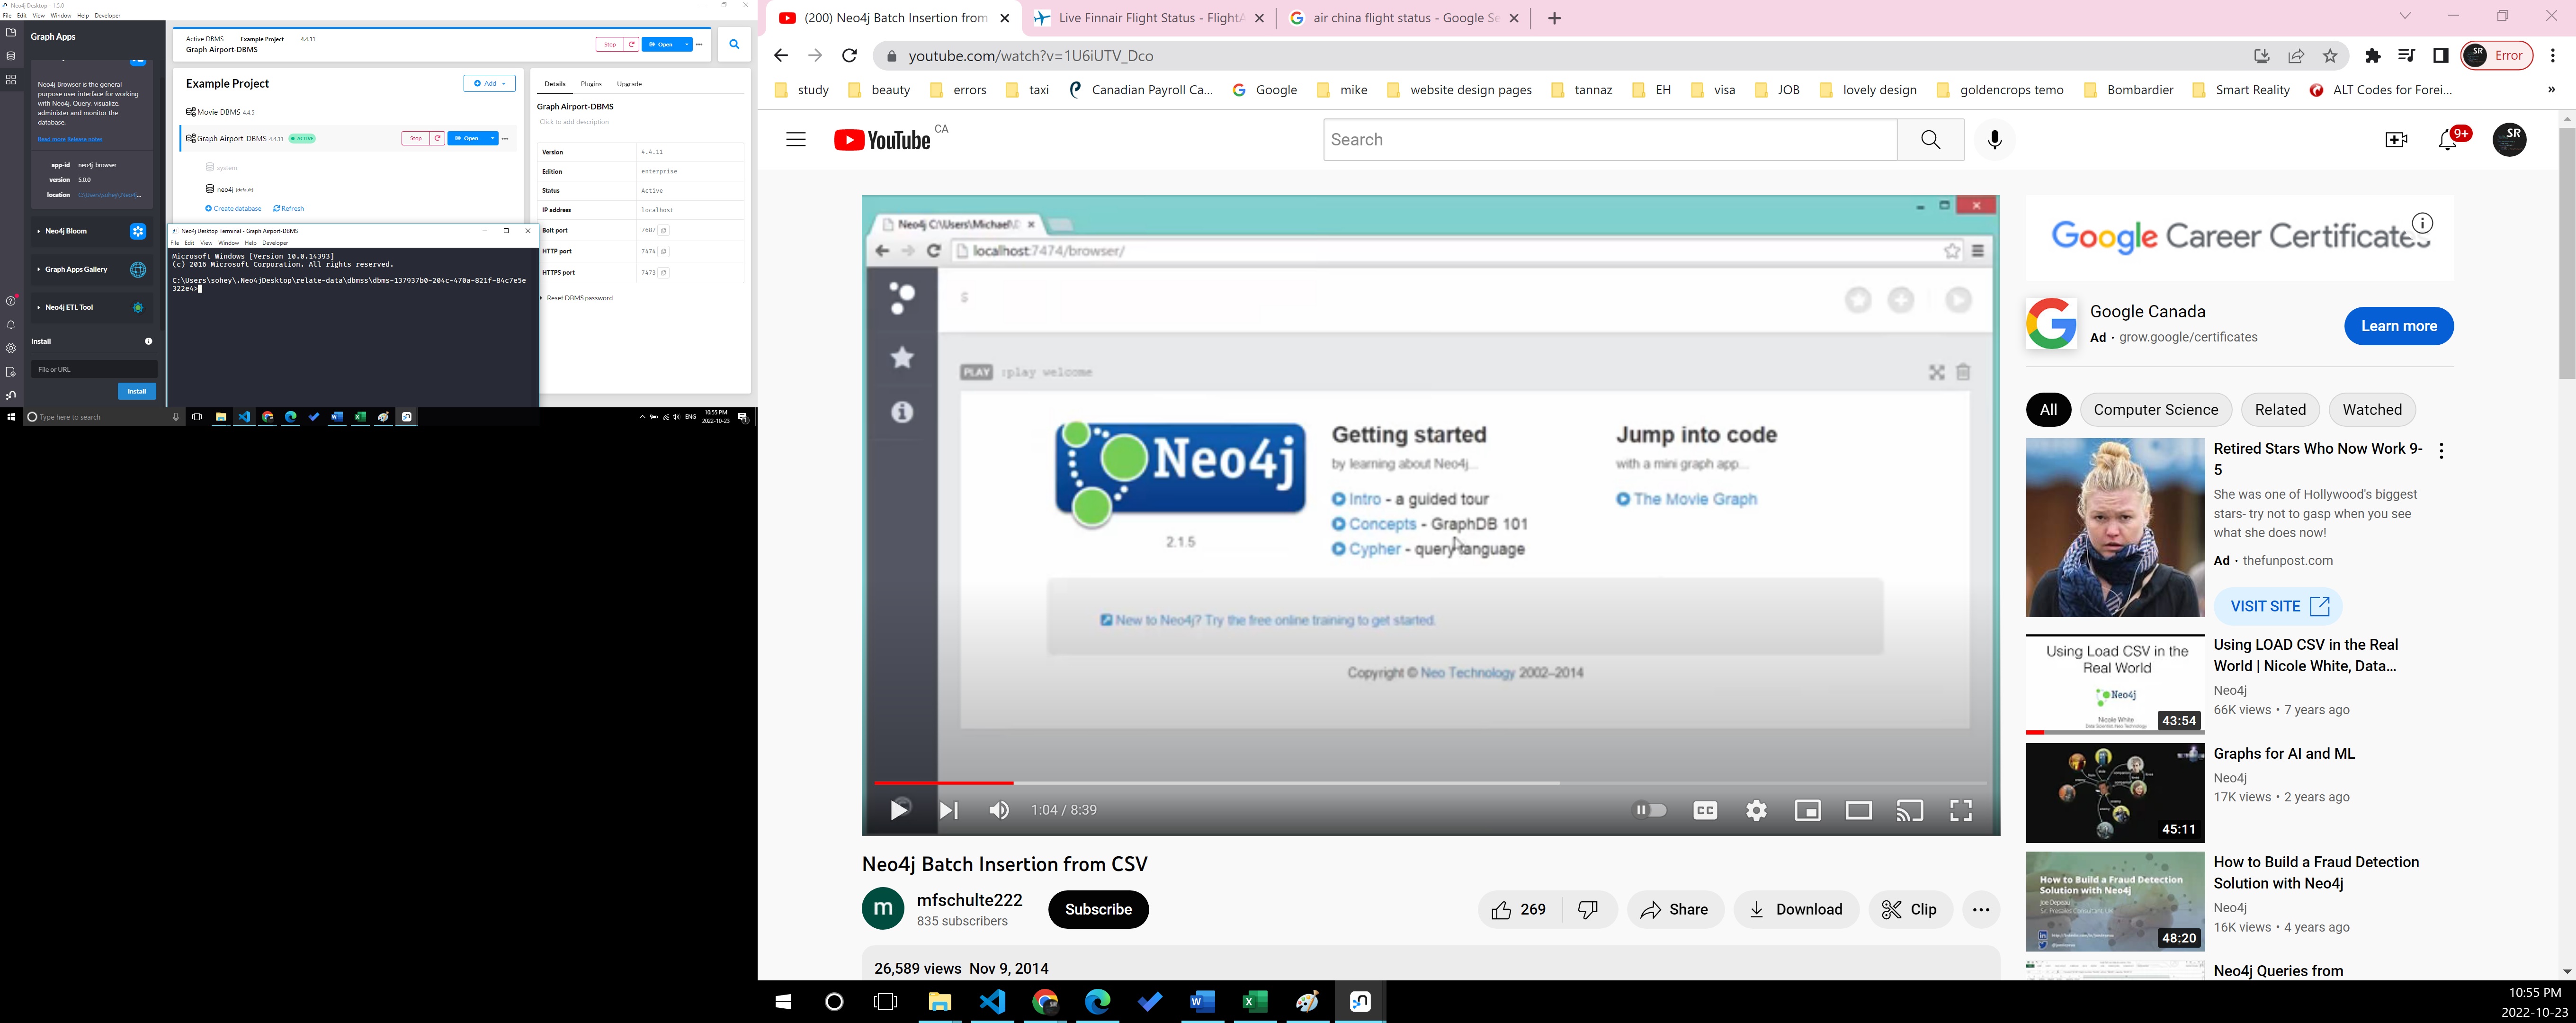 Neo4j Desktop - 1.5.0
File Edit View Window Help Developer
Graph Apps
Neo4j Browser is the general
purpose user interface for working
with Neo4j. Query, visualize,
administer and monitor the
database.
Read more Release notes
app-id neo4j-browser
version 5.0.0
location C:\Users\sohey\.Neo4j...
Neo4j Bloom
Graph Apps Gallery
Neo4j ETL Tool
Install
File or URL
Install
Active DBMS Example Project 4.4.11
Graph Airport-DBMS
Stop Open
Example Project
Add
Movie DBMS 4.4.5
Graph Airport-DBMS 4.4.11 ACTIVE
Stop Open
system
neo4j (default)
Create database Refresh
Details Plugins Upgrade
Graph Airport-DBMS
Click to add description
Version 4.4.11
Edition enterprise
Status Active
IP address localhost
Bolt port 7687
HTTP port 7474
HTTPS port 7473
Reset DBMS password
Neo4j Desktop Terminal - Graph Airport-DBMS
File Edit View Window Help Developer
Microsoft Windows [Version 10.0.14393]
(c) 2016 Microsoft Corporation. All rights reserved.
C:\Users\sohey\.Neo4jDesktop\relate-data\dbmss\dbms-137937b0-204c-470a-821f-84c7e5e
322e4>
Type here to search
ENG
10:55 PM
2022-10-23
(200) Neo4j Batch Insertion from
Live Finnair Flight Status - FlightA
air china flight status - Google Se
youtube.com/watch?v=1U6iUTV_Dco
SR
Error
study
beauty
errors
taxi
Canadian Payroll Ca...
Google
mike
website design pages
tannaz
EH
visa
JOB
lovely design
goldencrops temo
Bombardier
Smart Reality
ALT Codes for Forei...
»
YouTube CA
Search
9+
SR
Neo4j C:\Users\Michael\D
localhost:7474/browser/
$
PLAY :play welcome
Neo4j
2.1.5
Getting started
by learning about Neo4j...
Intro - a guided tour
Concepts - GraphDB 101
Cypher - query language
Jump into code
with a mini graph app...
The Movie Graph
New to Neo4j? Try the free online training to get started.
Copyright © Neo Technology 2002–2014
1:04 / 8:39
CC
Neo4j Batch Insertion from CSV
m
mfschulte222
835 subscribers
Subscribe
269
Share
Download
Clip
26,589 views Nov 9, 2014
Google Career Certificates
Google Canada
Ad · grow.google/certificates
Learn more
All
Computer Science
Related
Watched
Retired Stars Who Now Work 9-
5
She was one of Hollywood's biggest
stars- try not to gasp when you see
what she does now!
Ad · thefunpost.com
VISIT SITE
Using Load CSV in the
Real World
Neo4j
Nicole White
43:54
Using LOAD CSV in the Real
World | Nicole White, Data...
Neo4j
66K views • 7 years ago
45:11
Graphs for AI and ML
Neo4j
17K views • 2 years ago
How to Build a Fraud Detection
Solution with Neo4j
Joe Depeau
48:20
How to Build a Fraud Detection
Solution with Neo4j
Neo4j
16K views • 4 years ago
Neo4j Queries from
10:55 PM
2022-10-23